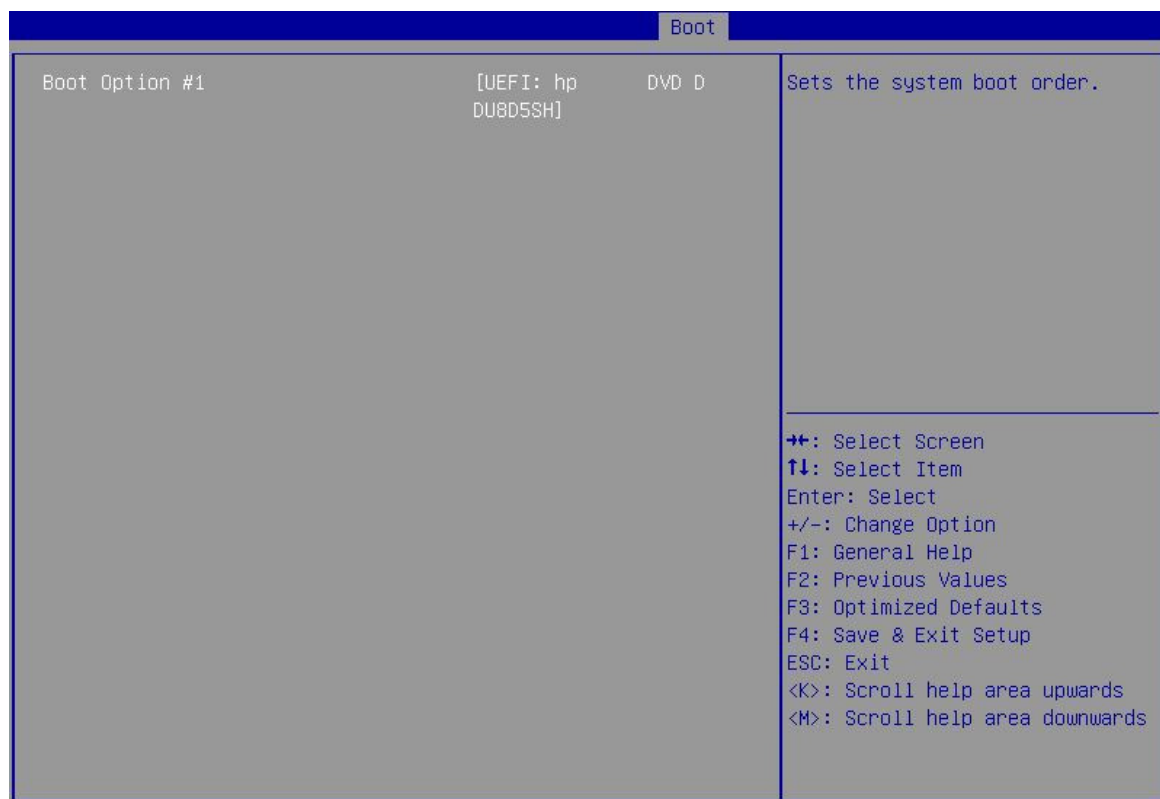 Boot
Boot Option #1 [UEFI: hp DVD D
DU8D5SH]
Sets the system boot order.
→←: Select Screen
↑↓: Select Item
Enter: Select
+/-: Change Option
F1: General Help
F2: Previous Values
F3: Optimized Defaults
F4: Save & Exit Setup
ESC: Exit
<K>: Scroll help area upwards
<M>: Scroll help area downwards